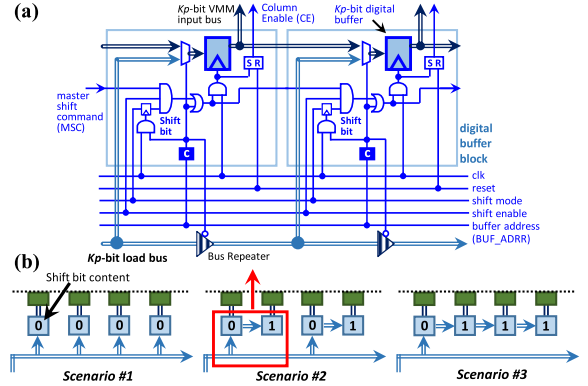 (a)
Kp-bit VMM
input bus
Column
Enable (CE)
Kp-bit digital
buffer
S R
S R
master
shift
command
(MSC)
Shift
bit
Shift
bit
digital
buffer
block
C
C
clk
reset
shift mode
shift enable
buffer address
(BUF_ADRR)
Kp-bit load bus
Bus Repeater
(b)
Shift bit content
0 0 0 0
0 1 0 1
0 1 1 1
Scenario #1
Scenario #2
Scenario #3